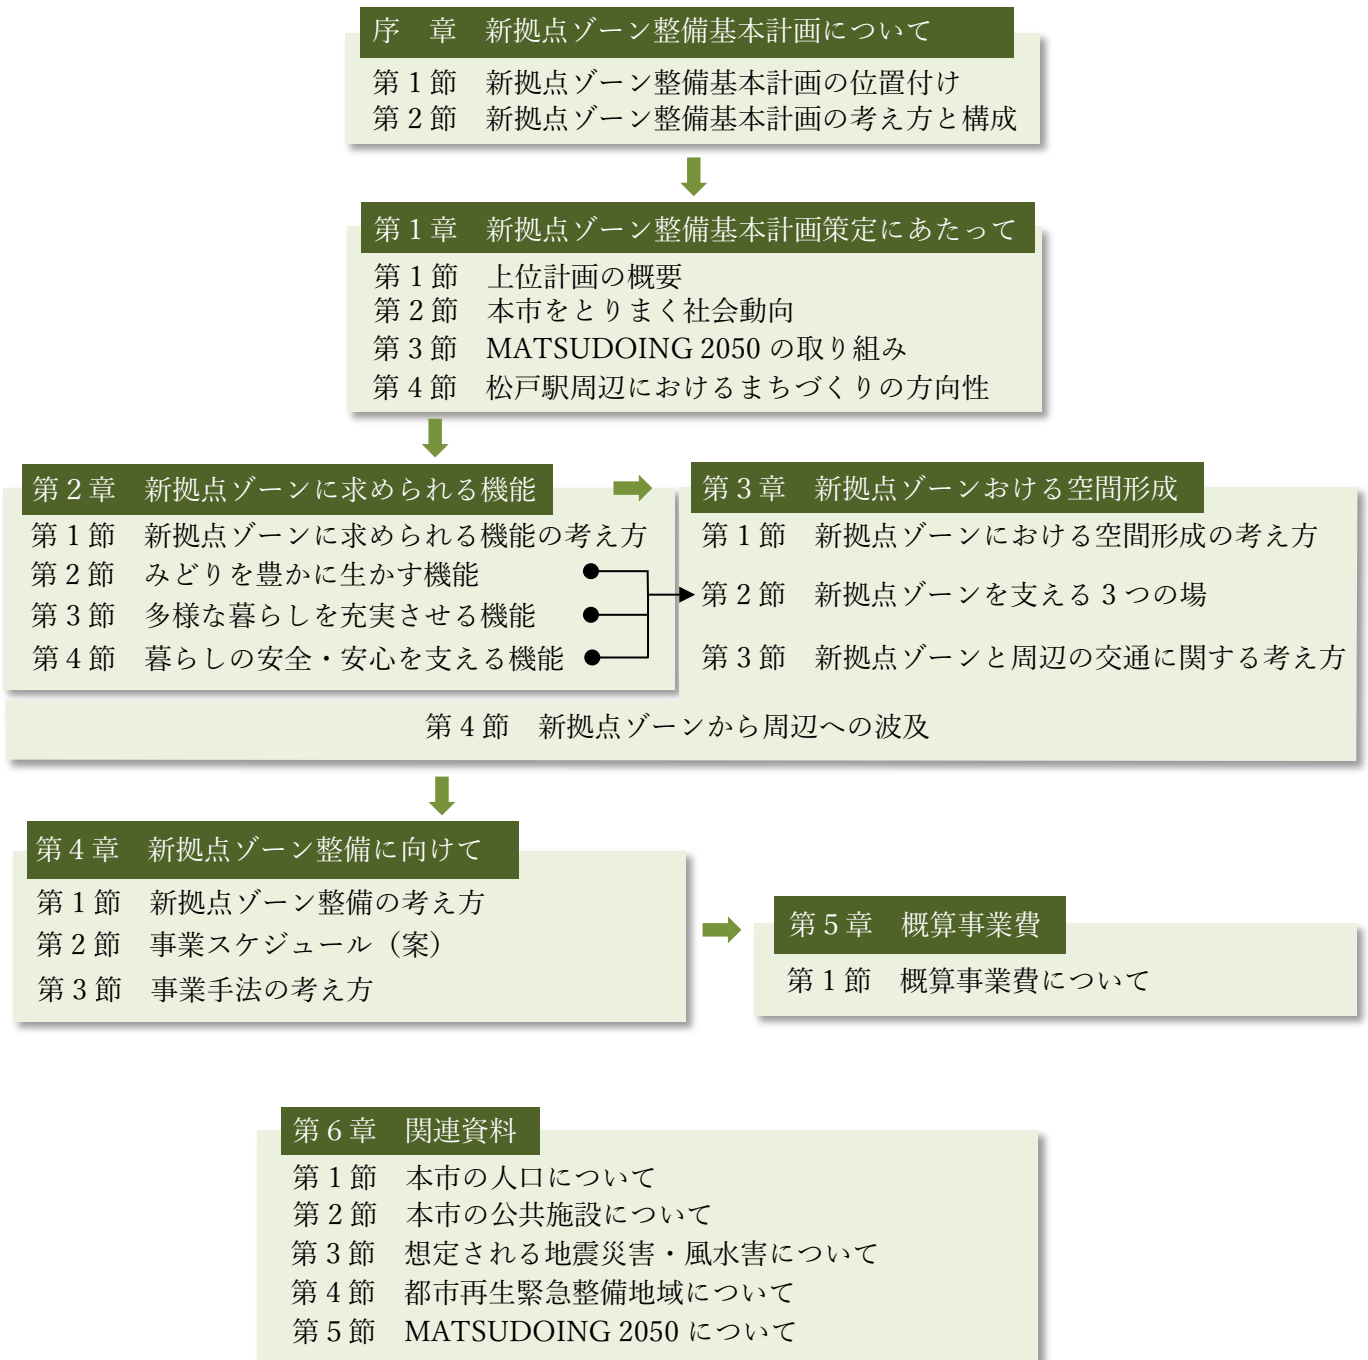 序　章　新拠点ゾーン整備基本計画について
第１節　新拠点ゾーン整備基本計画の位置付け
第２節　新拠点ゾーン整備基本計画の考え方と構成
第１章　新拠点ゾーン整備基本計画策定にあたって
第１節　上位計画の概要
第２節　本市をとりまく社会動向
第３節　MATSUDOING 2050 の取り組み
第４節　松戸駅周辺におけるまちづくりの方向性
第２章　新拠点ゾーンに求められる機能
第１節　新拠点ゾーンに求められる機能の考え方
第２節　みどりを豊かに生かす機能
第３節　多様な暮らしを充実させる機能
第４節　暮らしの安全・安心を支える機能
第３章　新拠点ゾーンおける空間形成
第１節　新拠点ゾーンにおける空間形成の考え方
第２節　新拠点ゾーンを支える３つの場
第３節　新拠点ゾーンと周辺の交通に関する考え方
第４節　新拠点ゾーンから周辺への波及
第４章　新拠点ゾーン整備に向けて
第１節　新拠点ゾーン整備の考え方
第２節　事業スケジュール（案）
第３節　事業手法の考え方
第５章　概算事業費
第１節　概算事業費について
第６章　関連資料
第１節　本市の人口について
第２節　本市の公共施設について
第３節　想定される地震災害・風水害について
第４節　都市再生緊急整備地域について
第５節　MATSUDOING 2050 について